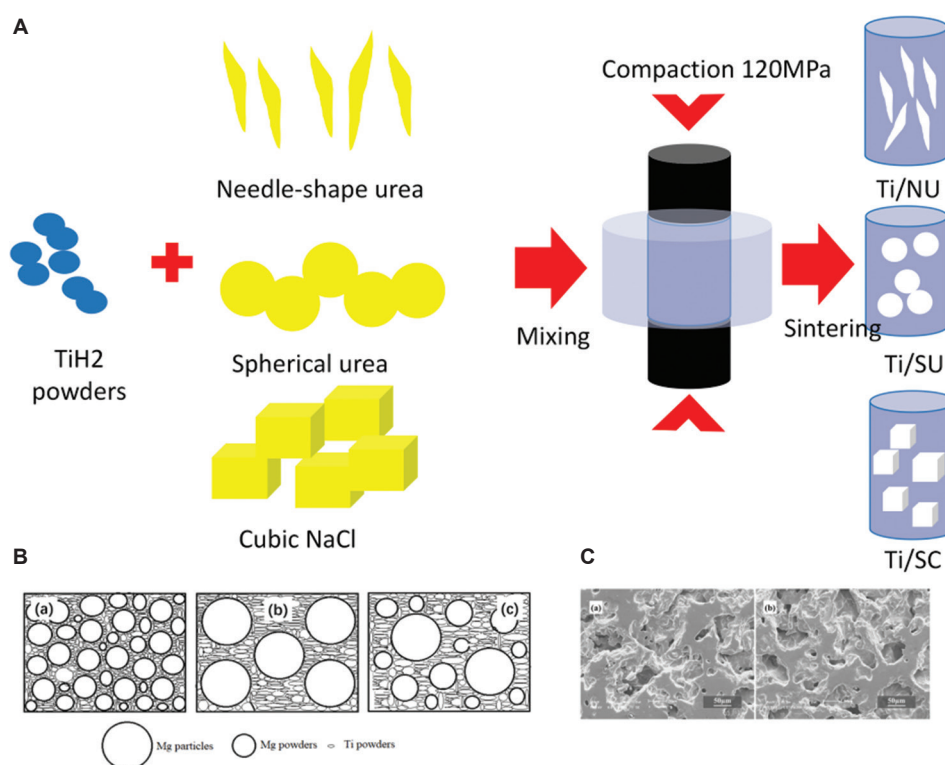 A
Compaction 120MPa
Needle-shape urea
Ti/NU
TiH2
powders
Spherical urea
Mixing
Sintering
Ti/SU
Cubic NaCl
Ti/SC
B
(a)
(b)
(c)
Mg particles
Mg powders
Ti powders
C
(a)
(b)
50μm
50μm